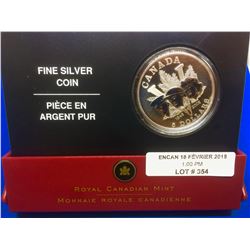 FINE SILVER
COIN
PIÈCE EN
ARGENT PUR
CANADA
DOLLARS
ENCAN 18 FÉVRIER 2018
1:00 PM
LOT # 354
ROYAL CANADIAN MINT
MONNAIE ROYALE CANADIENNE